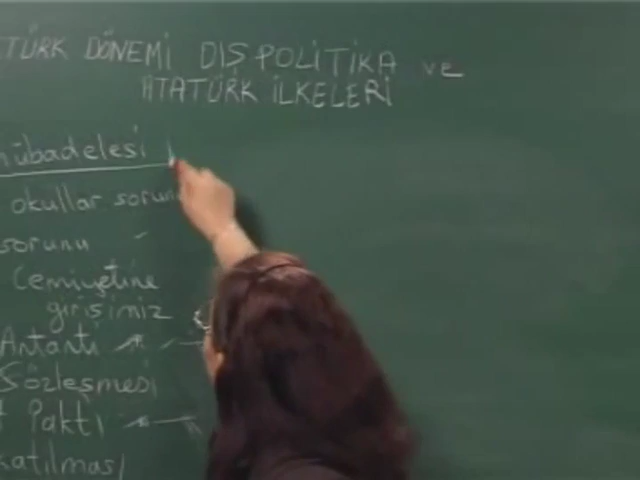 TÜRK DÖNEMİ DIŞ POLİTİKA ve
ATATÜRK İLKELERİ
mübadelesi
okullar sorunu
sorunu
Cemiyetine
girişimiz
Antantı
Sözleşmesi
Paktı
katılması